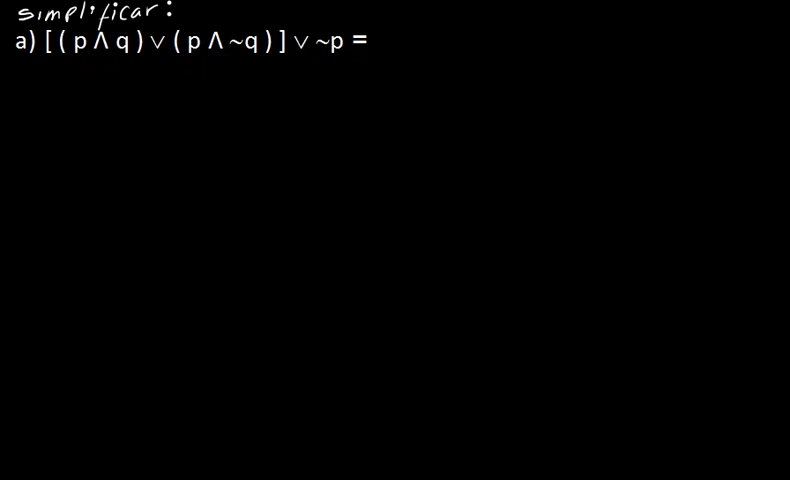 simplificar:
a) [ ( p Λ q ) ∨ ( p Λ ~q ) ] ∨ ~p =